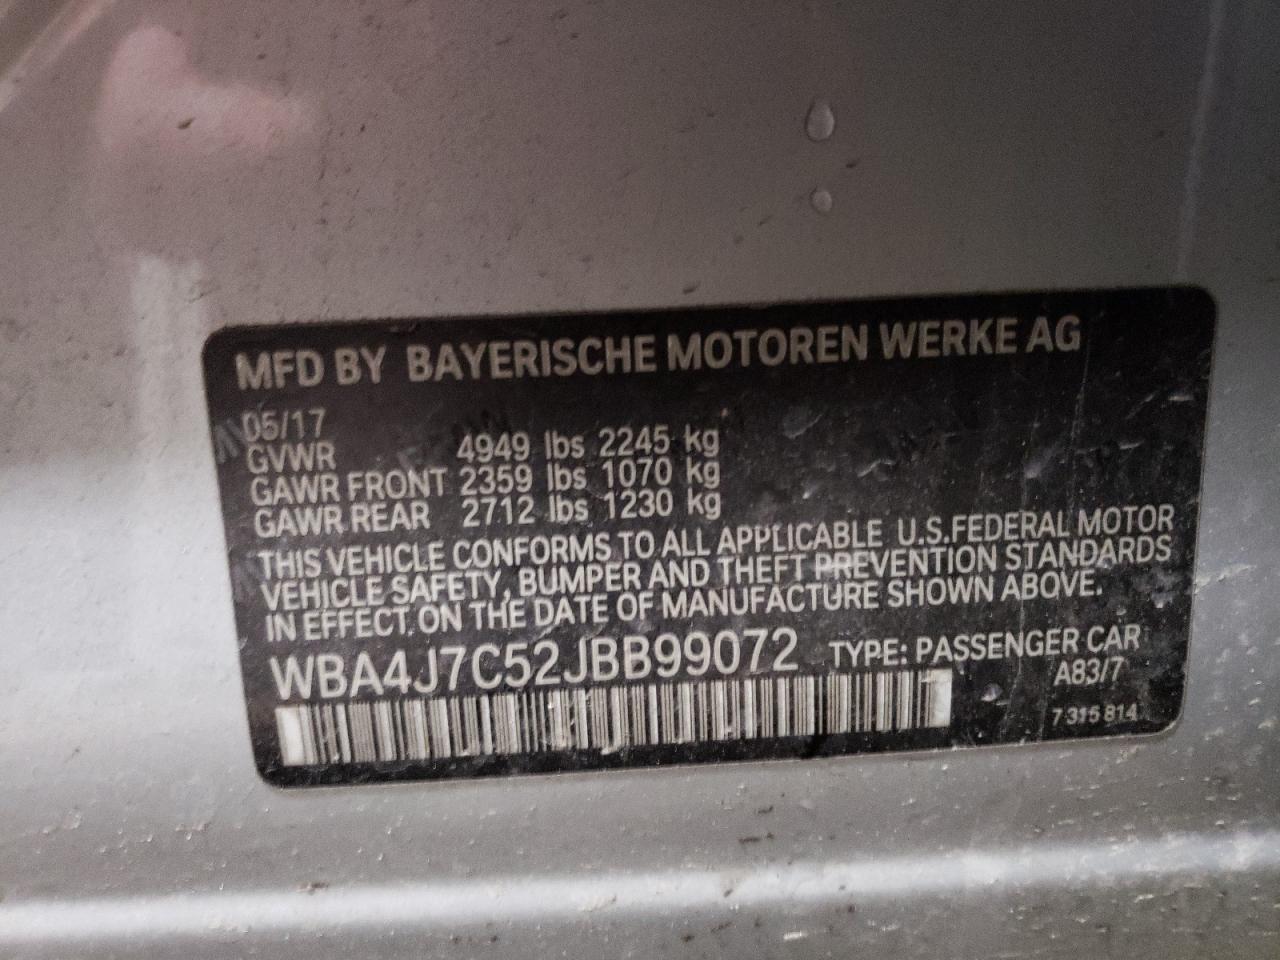 MFD BY BAYERISCHE MOTOREN WERKE AG
05/17
GVWR 4949 lbs 2245 kg
GAWR FRONT 2359 lbs 1070 kg
GAWR REAR 2712 lbs 1230 kg
THIS VEHICLE CONFORMS TO ALL APPLICABLE U.S.FEDERAL MOTOR
VEHICLE SAFETY, BUMPER AND THEFT PREVENTION STANDARDS
IN EFFECT ON THE DATE OF MANUFACTURE SHOWN ABOVE.
WBA4J7C52JBB99072 TYPE: PASSENGER CAR
A83/7
7 315 814